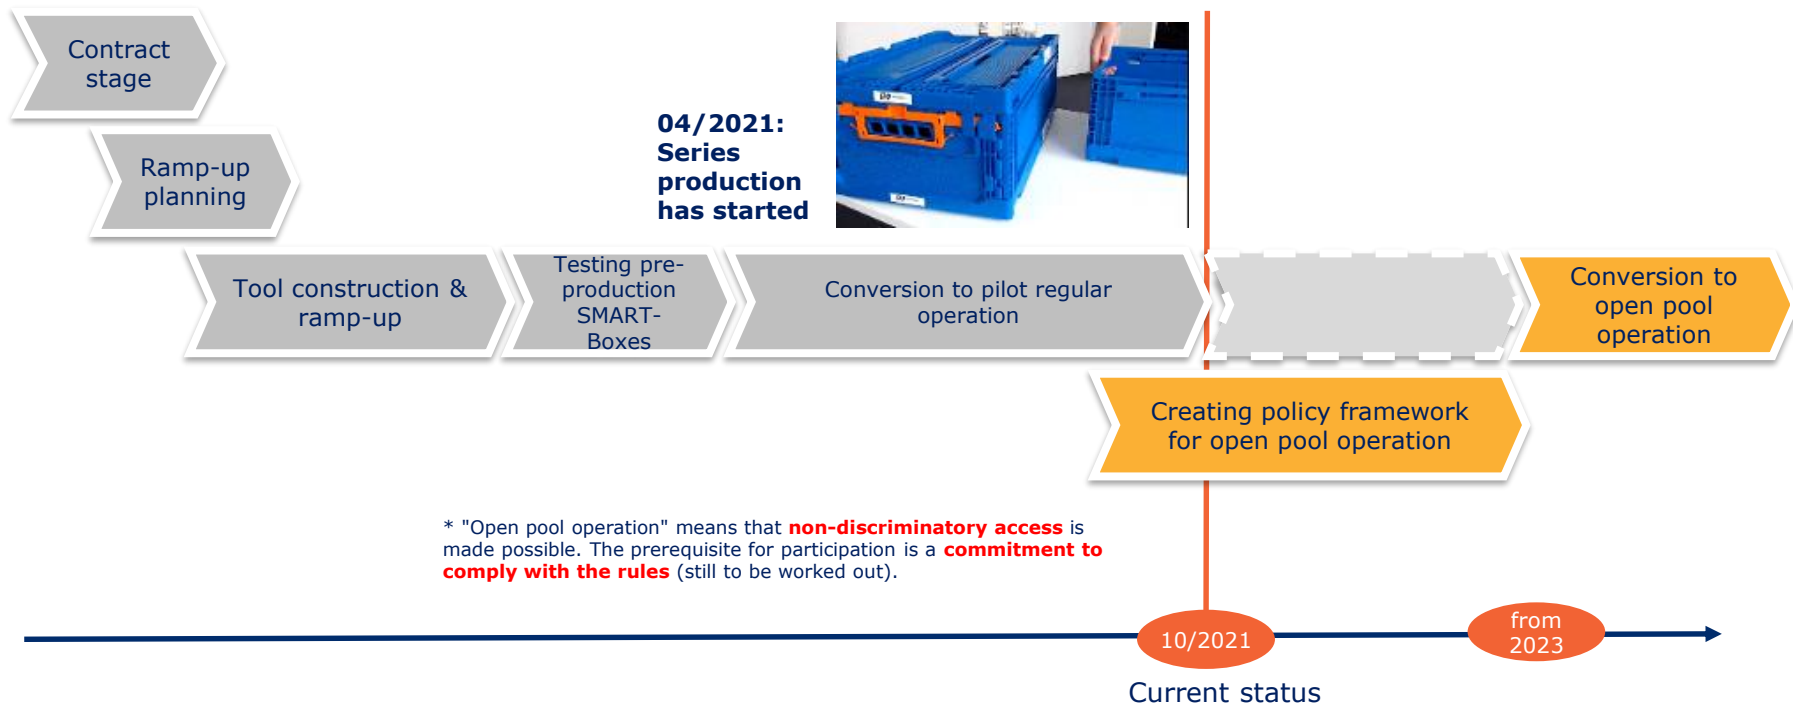 Contract
stage
Ramp-up
planning
04/2021:
Series
production
has started
Tool construction &
ramp-up
Testing pre-
production
SMART-
Boxes
Conversion to pilot regular
operation
Conversion to
open pool
operation
Creating policy framework
for open pool operation
* "Open pool operation" means that non-discriminatory access is
made possible. The prerequisite for participation is a commitment to
comply with the rules (still to be worked out).
10/2021
from
2023
Current status